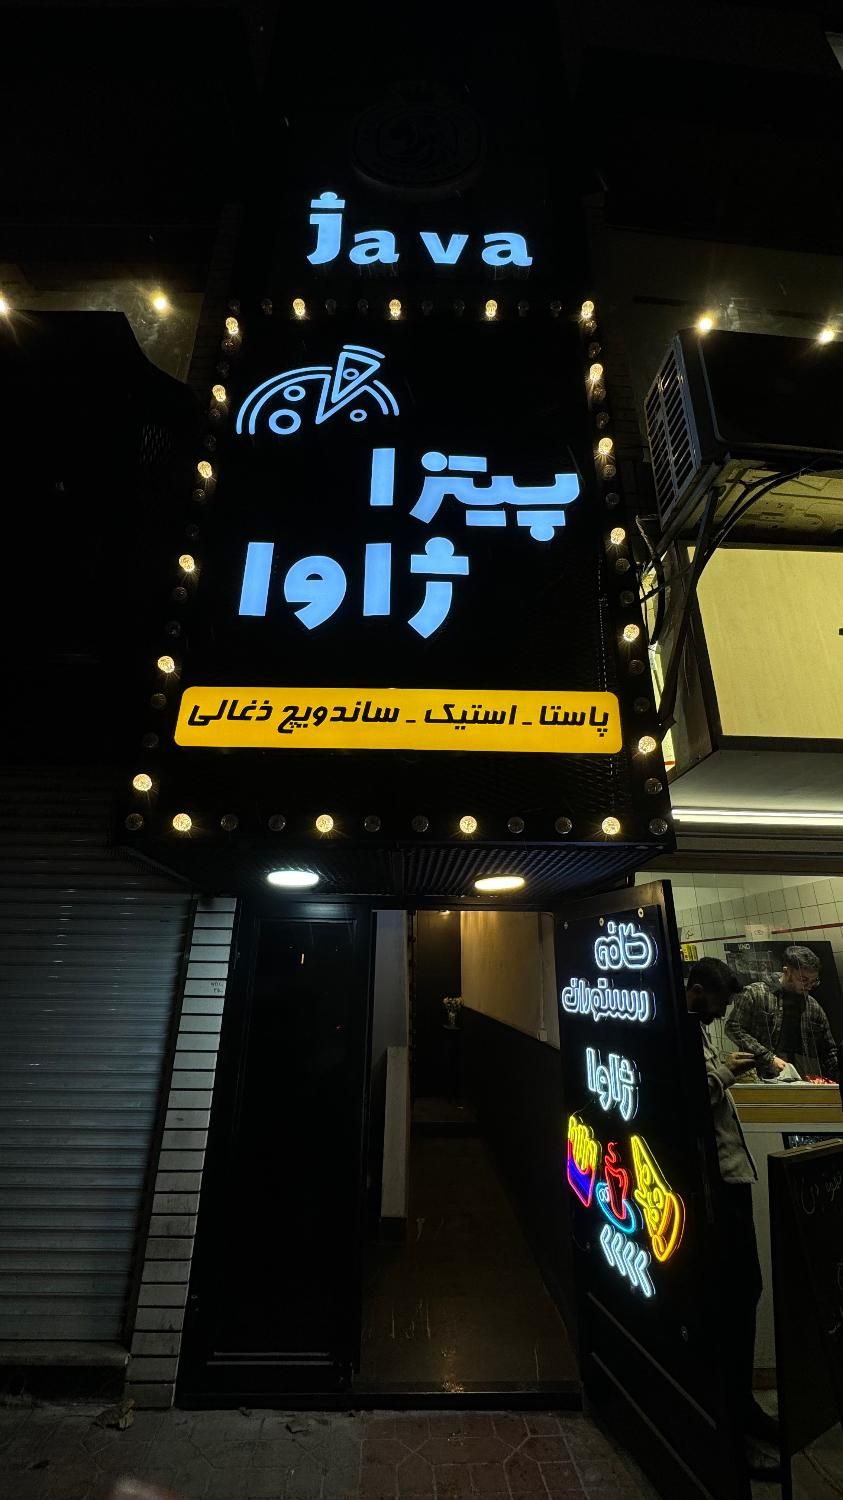 java
پیتزا
ژاوا
پاستا - استیک - ساندویچ ذغالی
کافه
رستوران
ژاوا